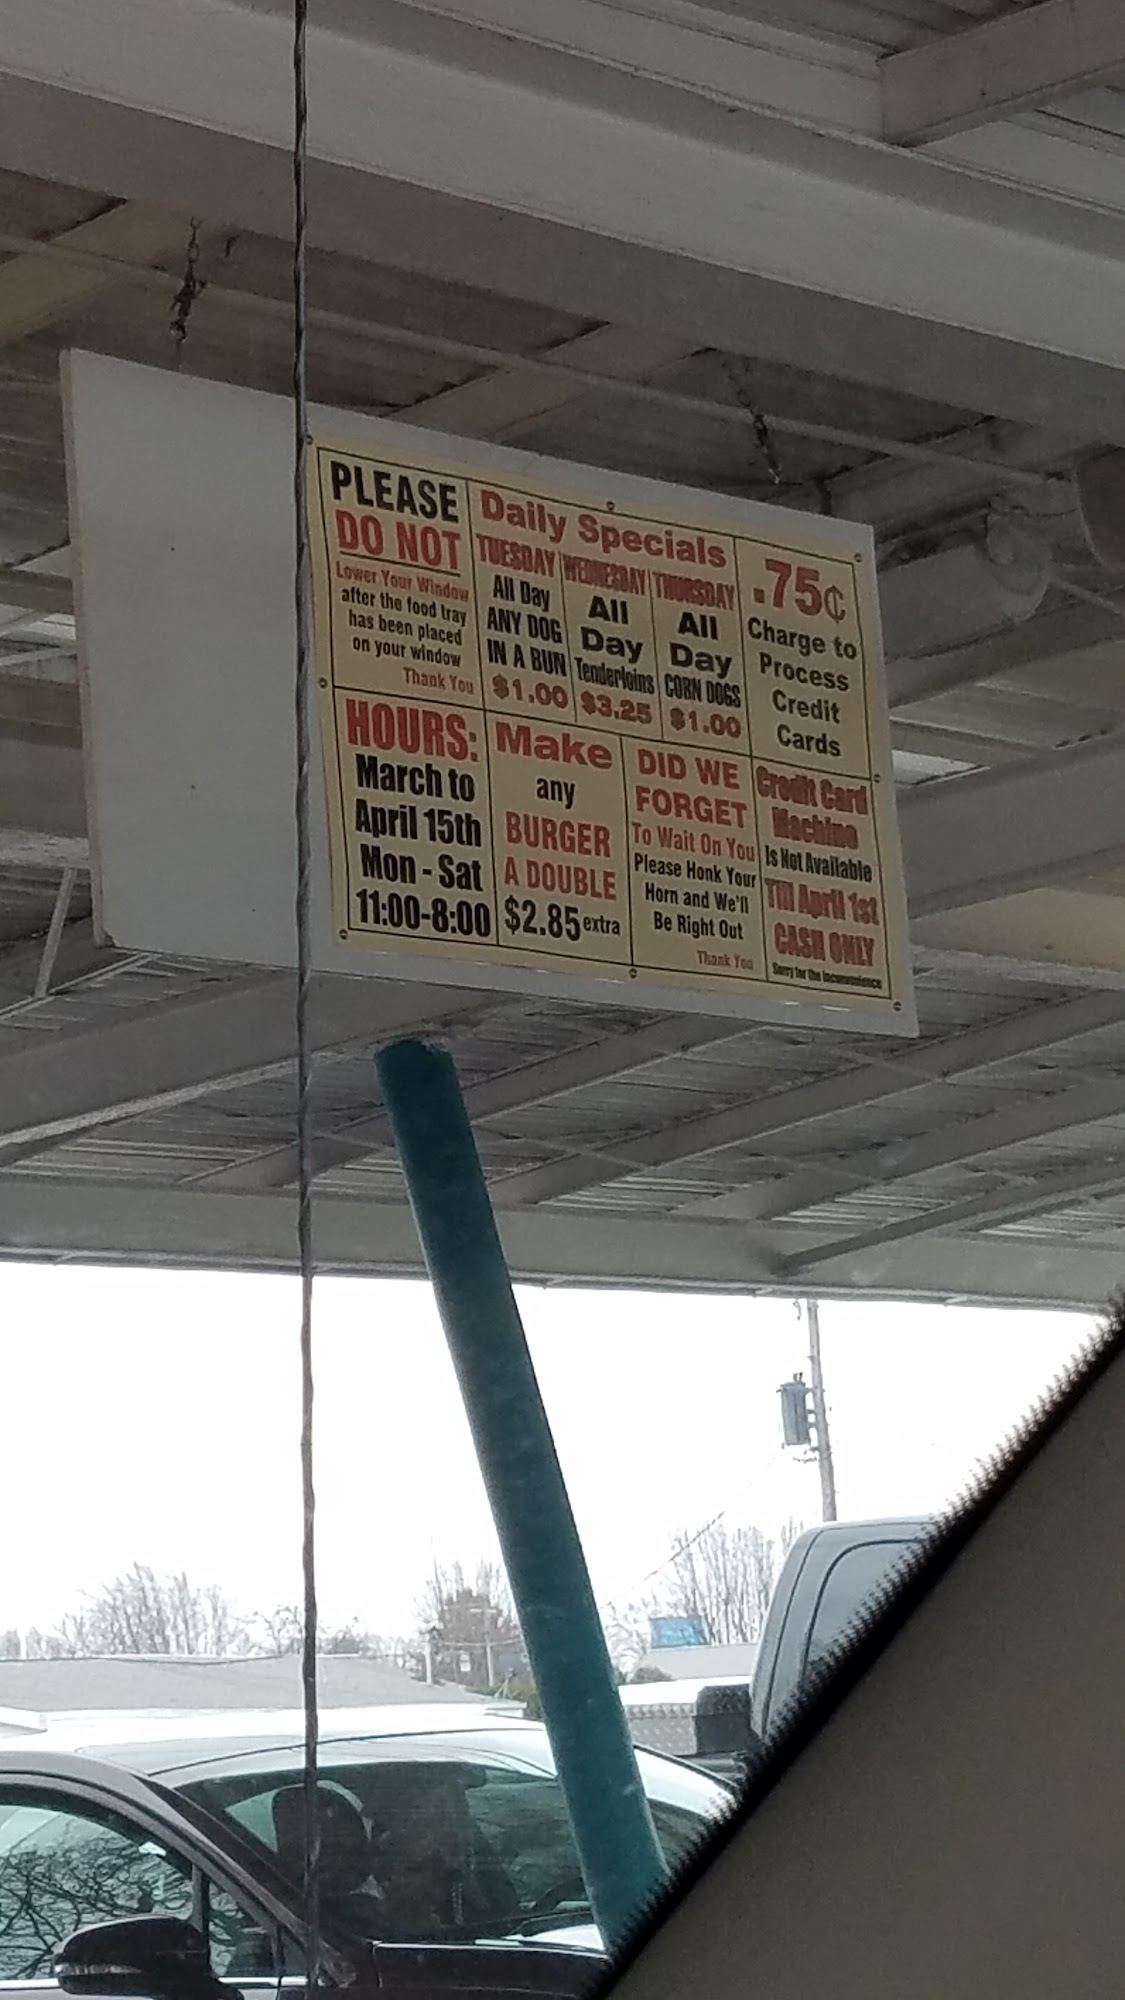 PLEASE
DO NOT
Lower Your Window
after the food tray
has been placed
on your window
Thank You
Daily Specials
TUESDAY
All Day
ANY DOG
IN A BUN
$1.00
WEDNESDAY
All
Day
Tenderloins
$3.25
THURSDAY
All
Day
CORN DOGS
$1.00
.75¢
Charge to
Process
Credit
Cards
HOURS:
March to
April 15th
Mon - Sat
11:00-8:00
Make
any
BURGER
A DOUBLE
$2.85 extra
DID WE
FORGET
To Wait On You
Please Honk Your
Horn and We'll
Be Right Out
Thank You
Credit Card
Machine
Is Not Available
Till April 1st
CASH ONLY
Sorry for the Inconvenience